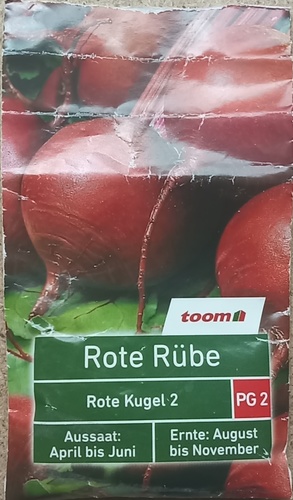 toom
Rote Rübe
Rote Kugel 2
PG 2
Aussaat:
April bis Juni
Ernte: August
bis November